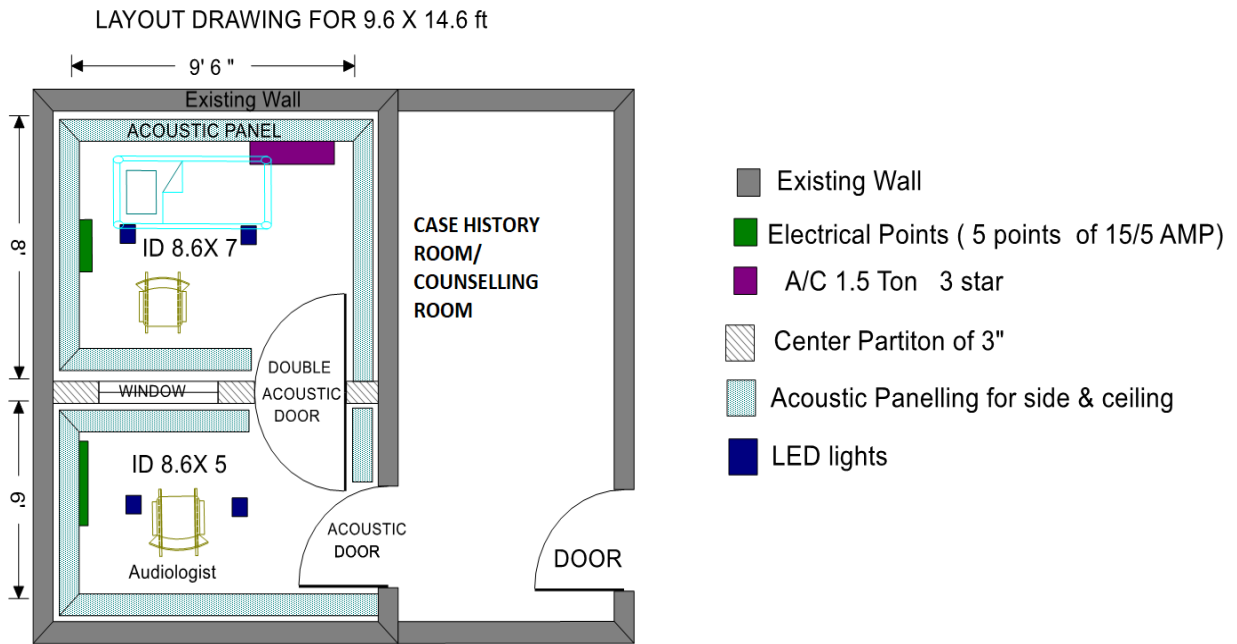 LAYOUT DRAWING FOR 9.6 X 14.6 ft
9' 6 "
Existing Wall
ACOUSTIC PANEL
8'
ID 8.6X 7
CASE HISTORY
ROOM/
COUNSELLING
ROOM
DOUBLE
ACOUSTIC
DOOR
WINDOW
6'
ID 8.6X 5
Audiologist
ACOUSTIC
DOOR
DOOR
Existing Wall
Electrical Points ( 5 points of 15/5 AMP)
A/C 1.5 Ton 3 star
Center Partiton of 3"
Acoustic Panelling for side & ceiling
LED lights